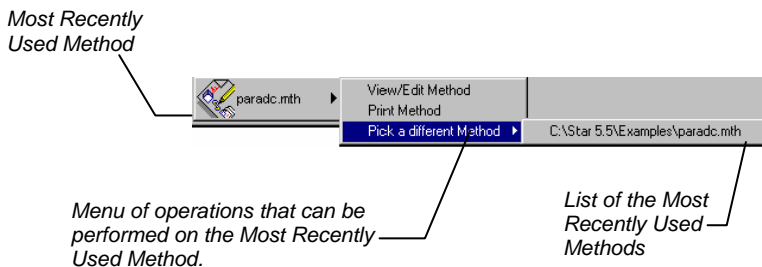 Most Recently
Used Method
paradc.mth
View/Edit Method
Print Method
Pick a different Method
C:\Star 5.5\Examples\paradc.mth
Menu of operations that can be
performed on the Most Recently
Used Method.
List of the Most
Recently Used
Methods